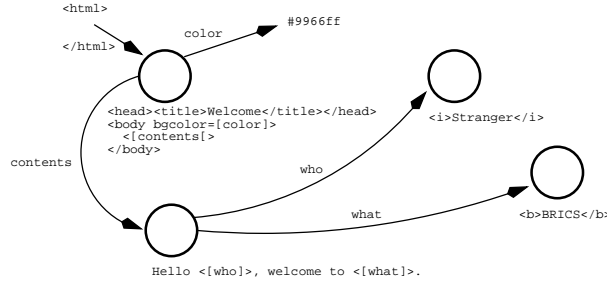 <html>
</html>
color
#9966ff
<head><title>Welcome</title></head>
<body bgcolor=[color]>
<[contents[>
</body>
<i>Stranger</i>
contents
who
what
<b>BRICS</b>
Hello <[who]>, welcome to <[what]>.